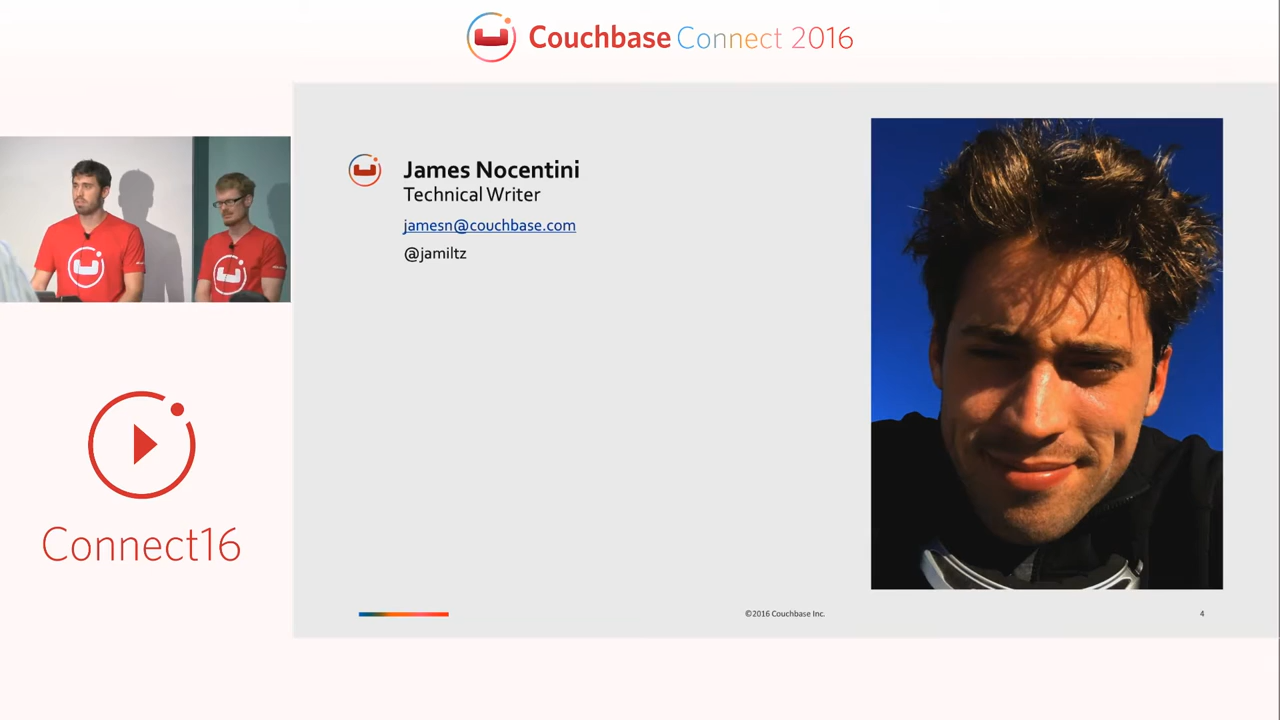 Couchbase Connect 2016
James Nocentini
Technical Writer
jamesn@couchbase.com
@jamiltz
Connect16
©2016 Couchbase Inc.
4